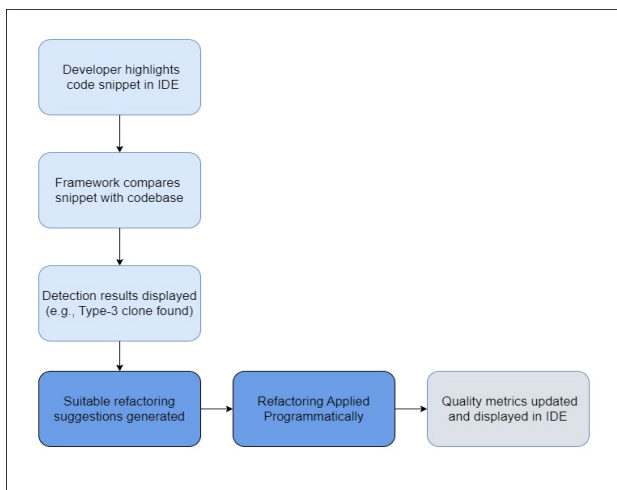 Developer highlights
code snippet in IDE
Framework compares
snippet with codebase
Detection results displayed
(e.g., Type-3 clone found)
Suitable refactoring
suggestions generated
Refactoring Applied
Programmatically
Quality metrics updated
and displayed in IDE